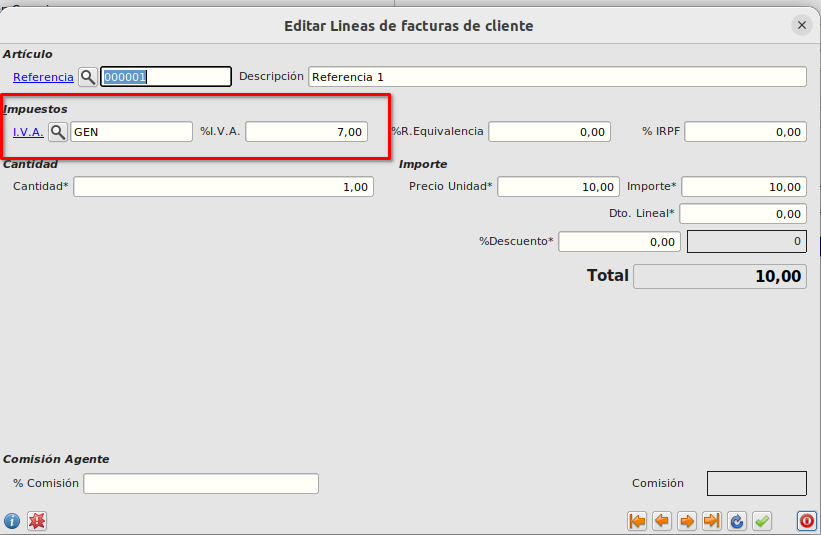 Editar Lineas de facturas de cliente
Artículo
Referencia 000001 Descripción Referencia 1
Impuestos
I.V.A. GEN %I.V.A. 7,00 %R.Equivalencia 0,00 % IRPF 0,00
Cantidad Importe
Cantidad* 1,00 Precio Unidad* 10,00 Importe* 10,00
Dto. Lineal* 0,00
%Descuento* 0,00 0
Total 10,00
Comisión Agente
% Comisión Comisión